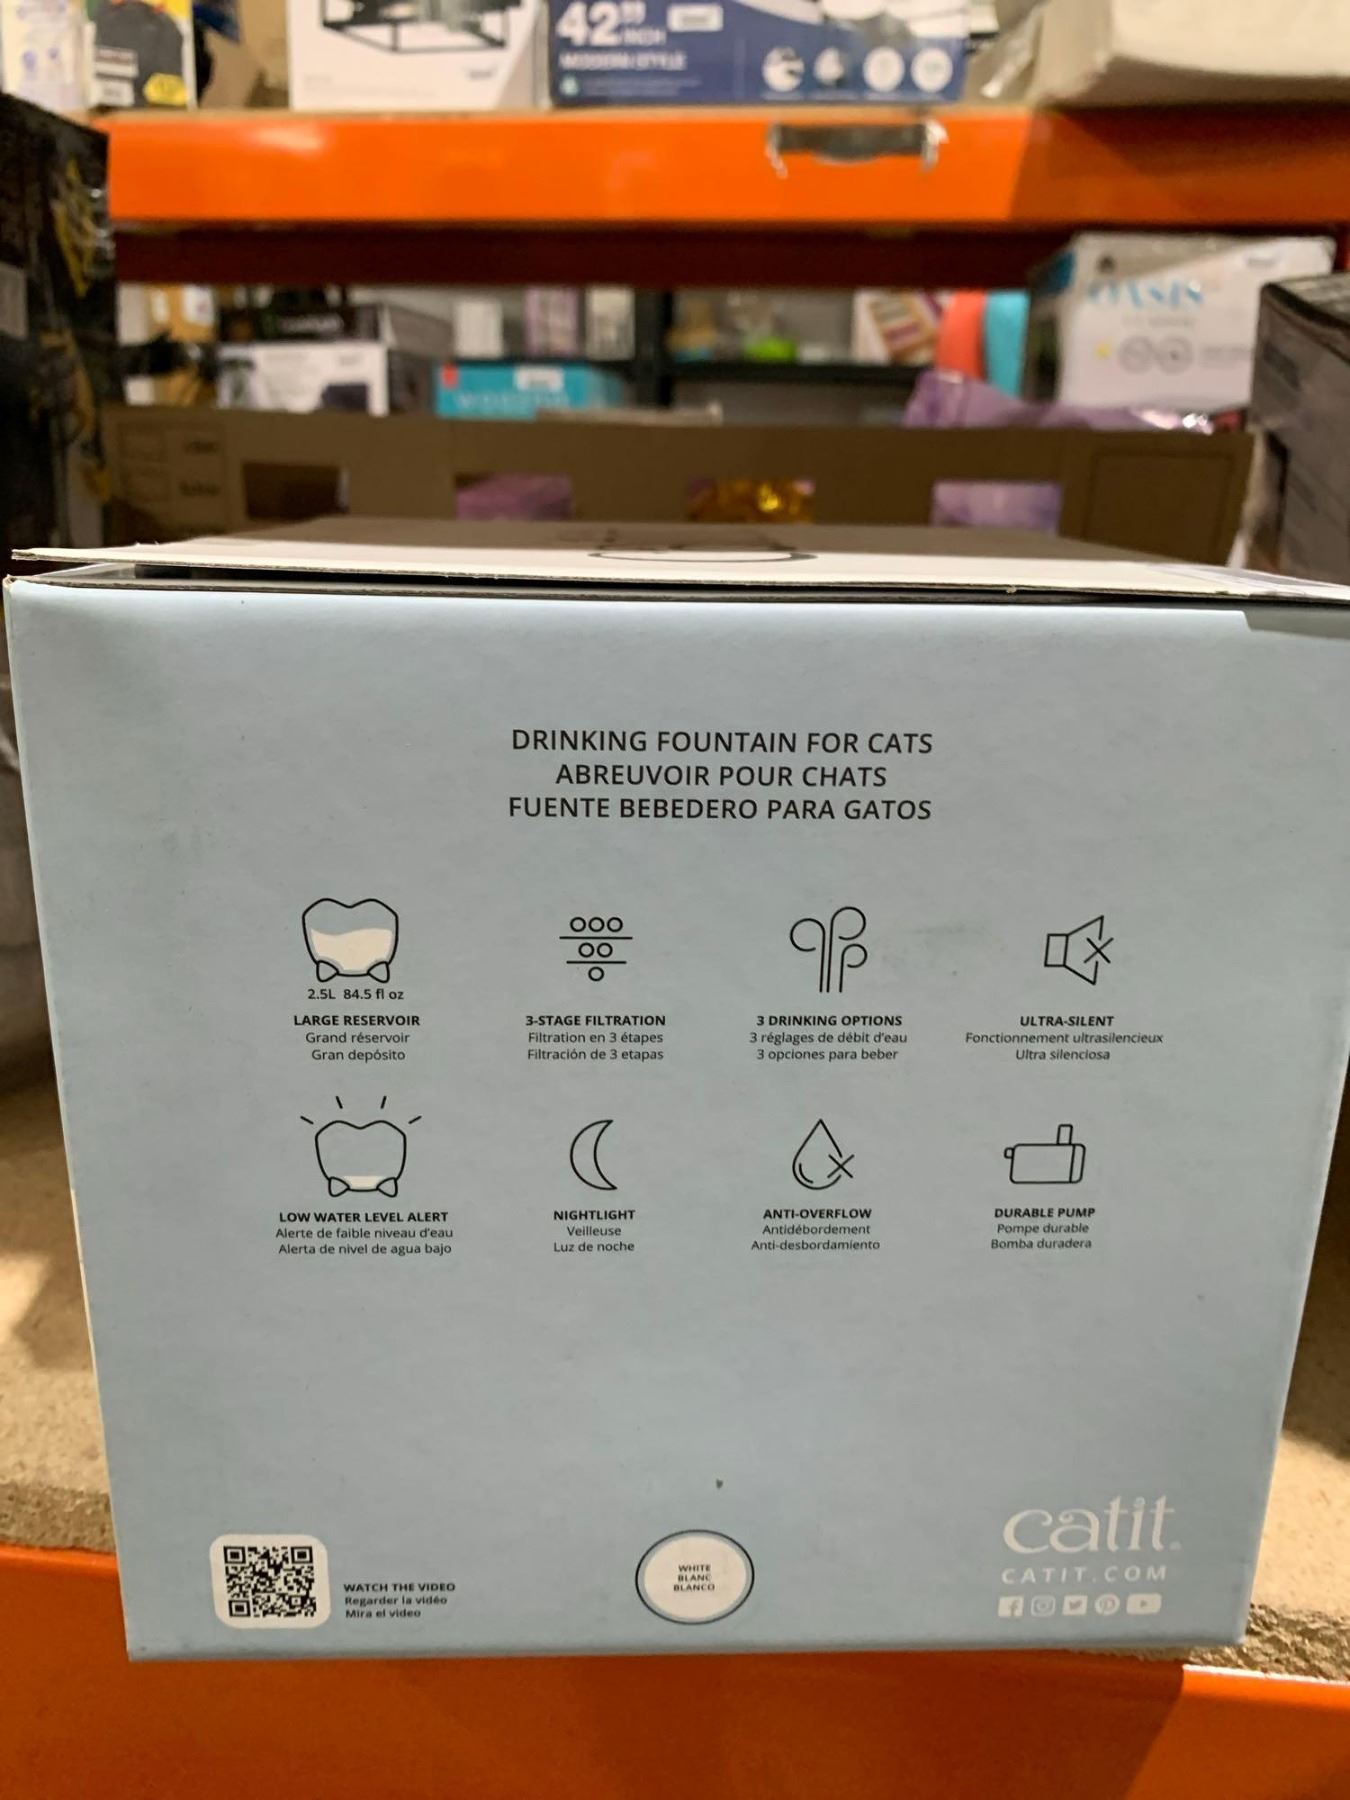 42" INCH
MODERN STYLE
OASIS
DRINKING FOUNTAIN FOR CATS
ABREUVOIR POUR CHATS
FUENTE BEBEDERO PARA GATOS
2.5L 84.5 fl oz
LARGE RESERVOIR
Grand réservoir
Gran depósito
3-STAGE FILTRATION
Filtration en 3 étapes
Filtración de 3 etapas
3 DRINKING OPTIONS
3 réglages de débit d'eau
3 opciones para beber
ULTRA-SILENT
Fonctionnement ultrasilencieux
Ultra silenciosa
LOW WATER LEVEL ALERT
Alerte de faible niveau d'eau
Alerta de nivel de agua bajo
NIGHTLIGHT
Veilleuse
Luz de noche
ANTI-OVERFLOW
Antidébordement
Anti-desbordamiento
DURABLE PUMP
Pompe durable
Bomba duradera
WATCH THE VIDEO
Regarder la vidéo
Mira el video
WHITE
BLANC
BLANCO
catit®
CATIT.COM